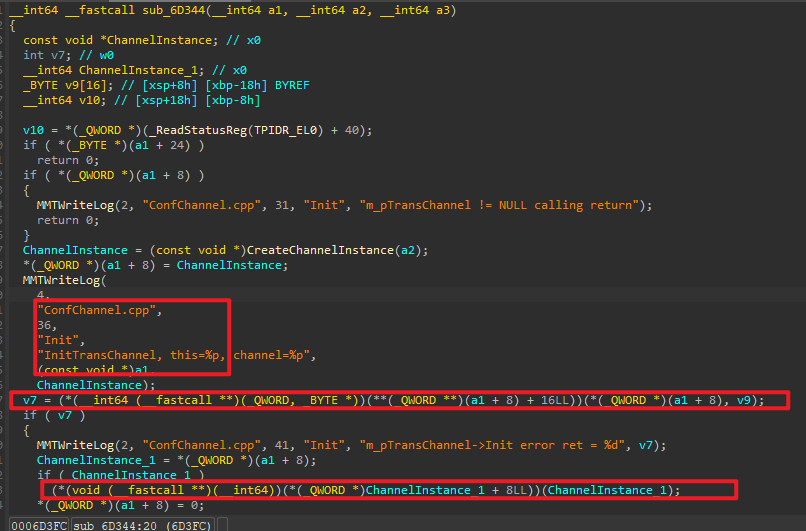 __int64 __fastcall sub_6D344(__int64 a1, __int64 a2, __int64 a3)
{
const void *ChannelInstance; // x0
int v7; // w0
__int64 ChannelInstance_1; // x0
_BYTE v9[16]; // [xsp+8h] [xbp-18h] BYREF
__int64 v10; // [xsp+18h] [xbp-8h]
v10 = *(_QWORD *)(_ReadStatusReg(TPIDR_EL0) + 40);
if ( *(_BYTE *)(a1 + 24) )
return 0;
if ( *(_QWORD *)(a1 + 8) )
{
MMTWriteLog(2, "ConfChannel.cpp", 31, "Init", "m_pTransChannel != NULL calling return");
return 0;
}
ChannelInstance = (const void *)CreateChannelInstance(a2);
*(_QWORD *)(a1 + 8) = ChannelInstance;
MMTWriteLog(
4,
"ConfChannel.cpp",
36,
"Init",
"InitTransChannel, this=%p, channel=%p",
(const void *)a1,
ChannelInstance);
v7 = (*(__int64 (__fastcall **)(_QWORD, _BYTE *))(**(_QWORD **)(a1 + 8) + 16LL))(*(_QWORD *)(a1 + 8), v9);
if ( v7 )
{
MMTWriteLog(2, "ConfChannel.cpp", 41, "Init", "m_pTransChannel->Init error ret = %d", v7);
ChannelInstance_1 = *(_QWORD *)(a1 + 8);
if ( ChannelInstance_1 )
(*(void (__fastcall **)(__int64))(*(_QWORD *)ChannelInstance_1 + 8LL))(ChannelInstance_1);
*(_QWORD *)(a1 + 8) = 0;
0006D3FC sub_6D344:20 (6D3FC)